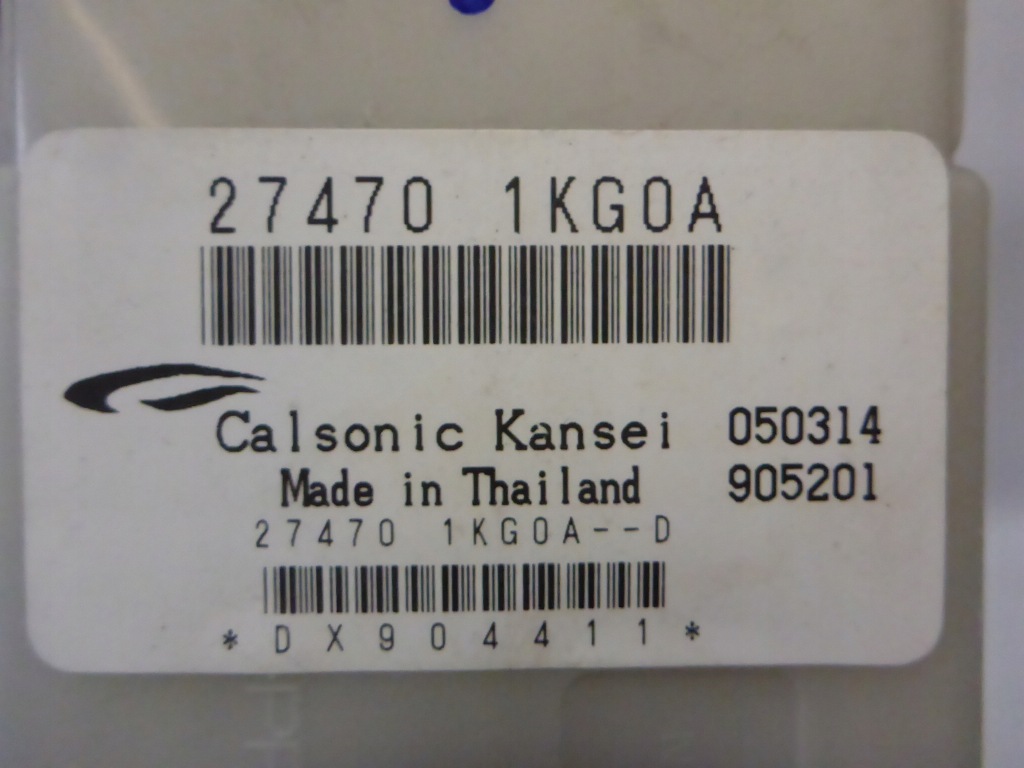 27470 1KG0A
Calsonic Kansei 050314
Made in Thailand 905201
27470 1KG0A--D
*DX904411*